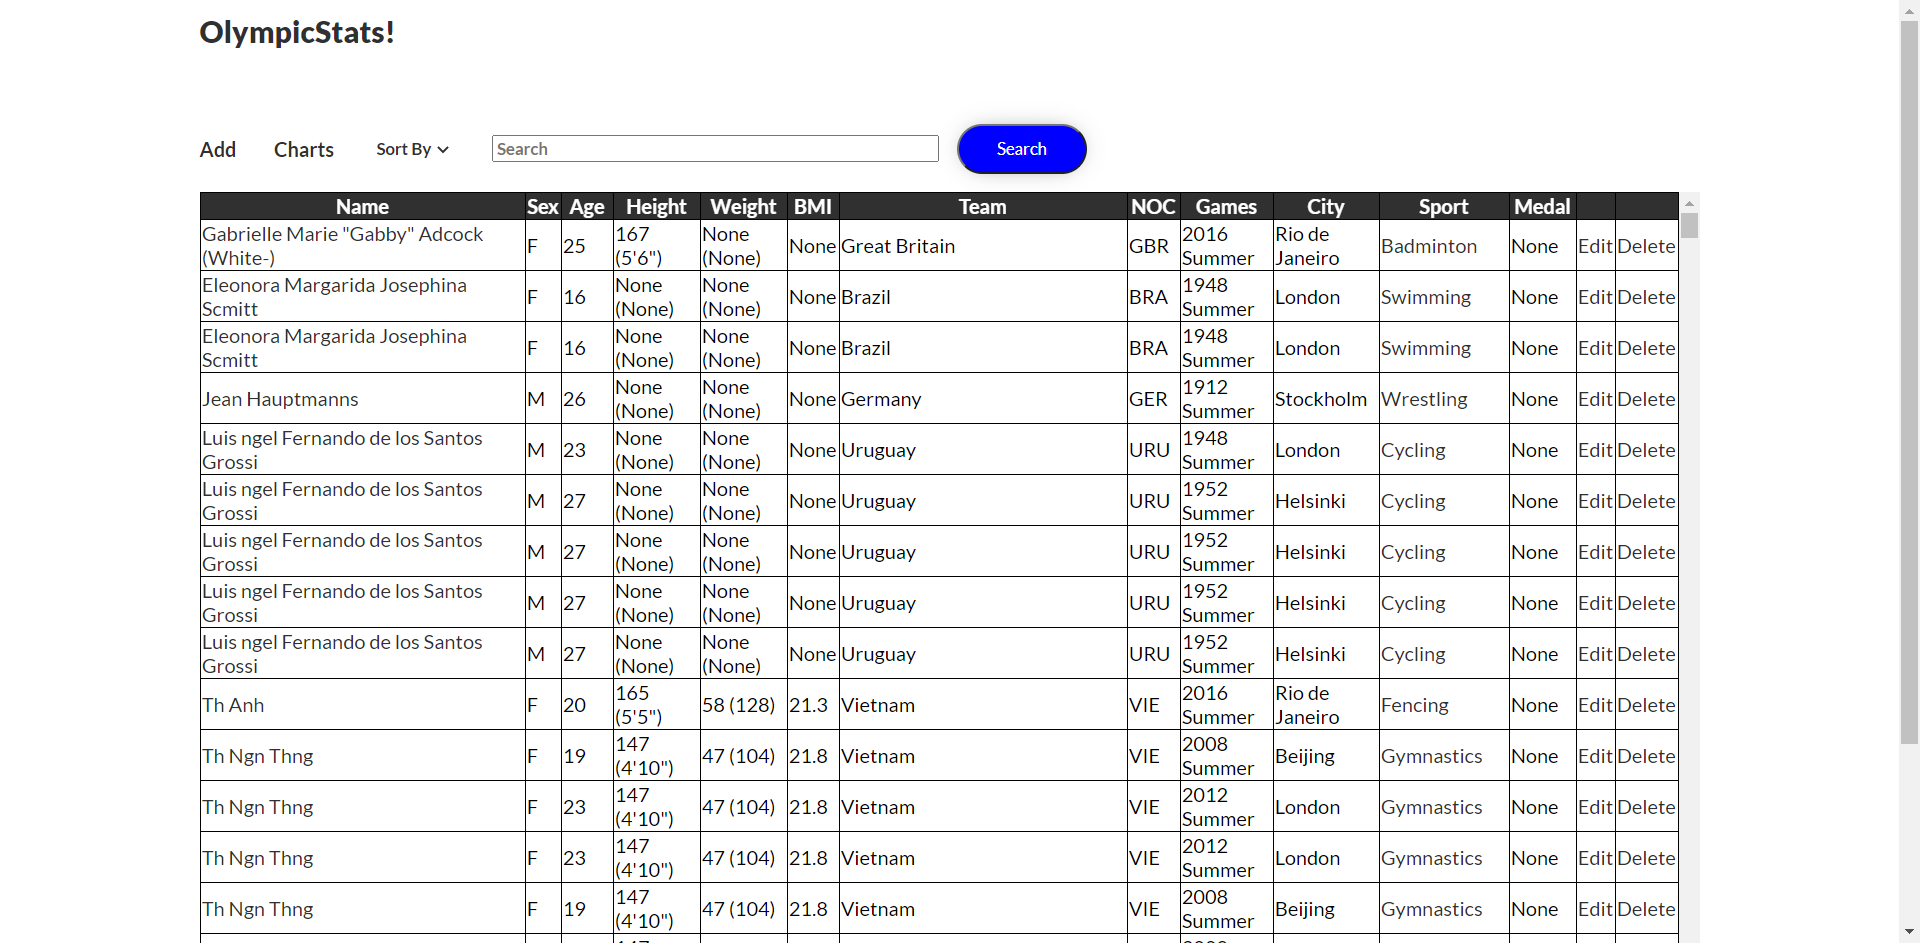 OlympicStats!
Add Charts Sort By Search Search
Name Sex Age Height Weight BMI Team NOC Games City Sport Medal
Gabrielle Marie "Gabby" Adcock (White-) F 25 167 (5'6") None (None) None Great Britain GBR 2016 Summer Rio de Janeiro Badminton None Edit Delete
Eleonora Margarida Josephina Scmitt F 16 None (None) None (None) None Brazil BRA 1948 Summer London Swimming None Edit Delete
Eleonora Margarida Josephina Scmitt F 16 None (None) None (None) None Brazil BRA 1948 Summer London Swimming None Edit Delete
Jean Hauptmanns M 26 None (None) None (None) None Germany GER 1912 Summer Stockholm Wrestling None Edit Delete
Luis ngel Fernando de los Santos Grossi M 23 None (None) None (None) None Uruguay URU 1948 Summer London Cycling None Edit Delete
Luis ngel Fernando de los Santos Grossi M 27 None (None) None (None) None Uruguay URU 1952 Summer Helsinki Cycling None Edit Delete
Luis ngel Fernando de los Santos Grossi M 27 None (None) None (None) None Uruguay URU 1952 Summer Helsinki Cycling None Edit Delete
Luis ngel Fernando de los Santos Grossi M 27 None (None) None (None) None Uruguay URU 1952 Summer Helsinki Cycling None Edit Delete
Luis ngel Fernando de los Santos Grossi M 27 None (None) None (None) None Uruguay URU 1952 Summer Helsinki Cycling None Edit Delete
Th Anh F 20 165 (5'5") 58 (128) 21.3 Vietnam VIE 2016 Summer Rio de Janeiro Fencing None Edit Delete
Th Ngn Thng F 19 147 (4'10") 47 (104) 21.8 Vietnam VIE 2008 Summer Beijing Gymnastics None Edit Delete
Th Ngn Thng F 23 147 (4'10") 47 (104) 21.8 Vietnam VIE 2012 Summer London Gymnastics None Edit Delete
Th Ngn Thng F 23 147 (4'10") 47 (104) 21.8 Vietnam VIE 2012 Summer London Gymnastics None Edit Delete
Th Ngn Thng F 19 147 (4'10") 47 (104) 21.8 Vietnam VIE 2008 Summer Beijing Gymnastics None Edit Delete